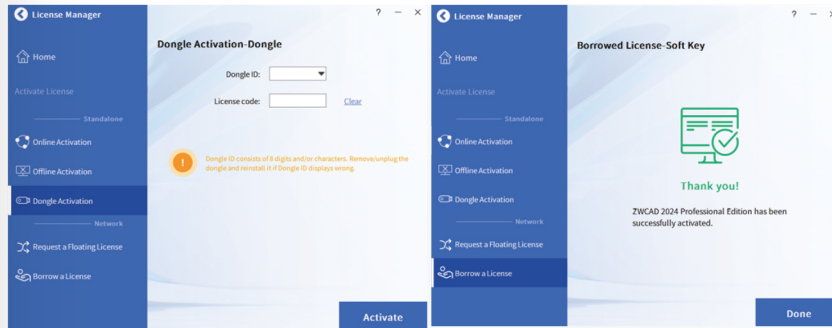 License Manager
? — ×
Home
Activate License
Standalone
Online Activation
Offline Activation
Dongle Activation
Network
Request a Floating License
Borrow a License
Dongle Activation-Dongle
Dongle ID:
License code:
Clear
!
Dongle ID consists of 8 digits and/or characters. Remove/unplug the
dongle and reinstall it if Dongle ID displays wrong.
Activate
License Manager
? — ×
Home
Activate License
Standalone
Online Activation
Offline Activation
Dongle Activation
Network
Request a Floating License
Borrow a License
Borrowed License-Soft Key
Thank you!
ZWCAD 2024 Professional Edition has been
successfully activated.
Done